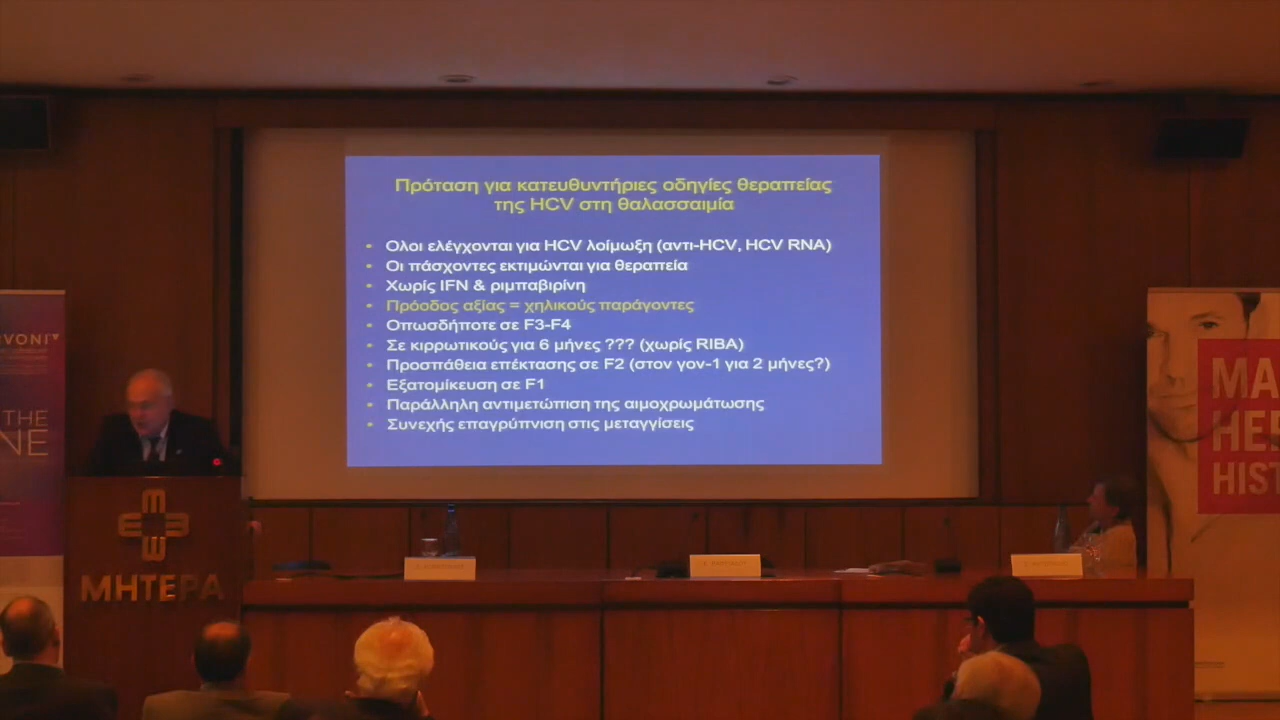 Πρόταση για κατευθυντήριες οδηγίες θεραπείας
της HCV στη θαλασσαιμία
• Ολοι ελέγχονται για HCV λοίμωξη (αντι-HCV, HCV RNA)
• Οι πάσχοντες εκτιμώνται για θεραπεία
• Χωρίς IFN & ριμπαβιρίνη
• Πρόσδος αξίας = χηλικούς παράγοντες
• Οπωσδήποτε σε F3-F4
• Σε κιρρωτικούς για 6 μήνες ??? (χωρίς RIBA)
• Προσπάθεια επέκτασης σε F2 (στον γον-1 για 2 μήνες?)
• Εξατομίκευση σε F1
• Παράλληλη αντιμετώπιση της αιμοχρωμάτωσης
• Συνεχής επαγρύπνιση στις μεταγγίσεις
VONI
THE
NE
ΜΗΤΕΡΑ
MA
HE
HIST